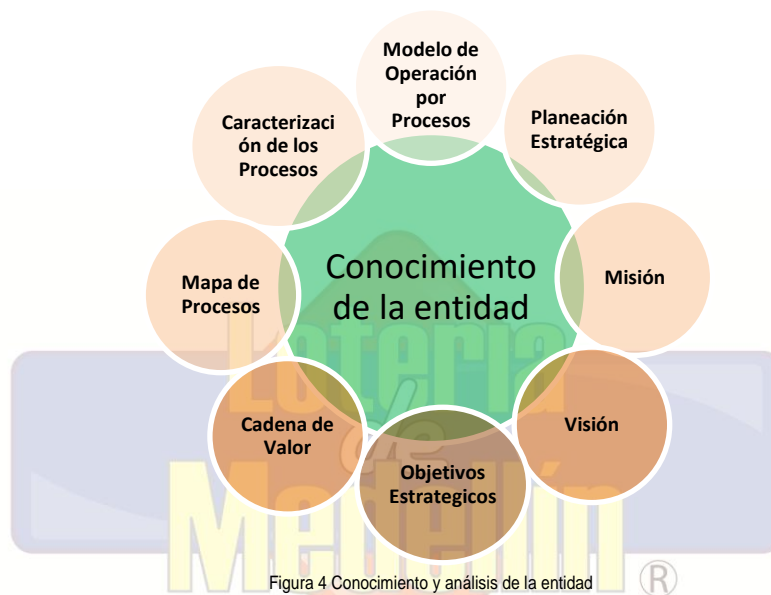 Modelo de
Operación
por
Procesos
Planeación
Estratégica
Misión
Visión
Objetivos
Estrategicos
Cadena de
Valor
Mapa de
Procesos
Caracterizaci
ón de los
Procesos
Conocimiento
de la entidad
Lotería
de
Medellín
®
Figura 4 Conocimiento y análisis de la entidad